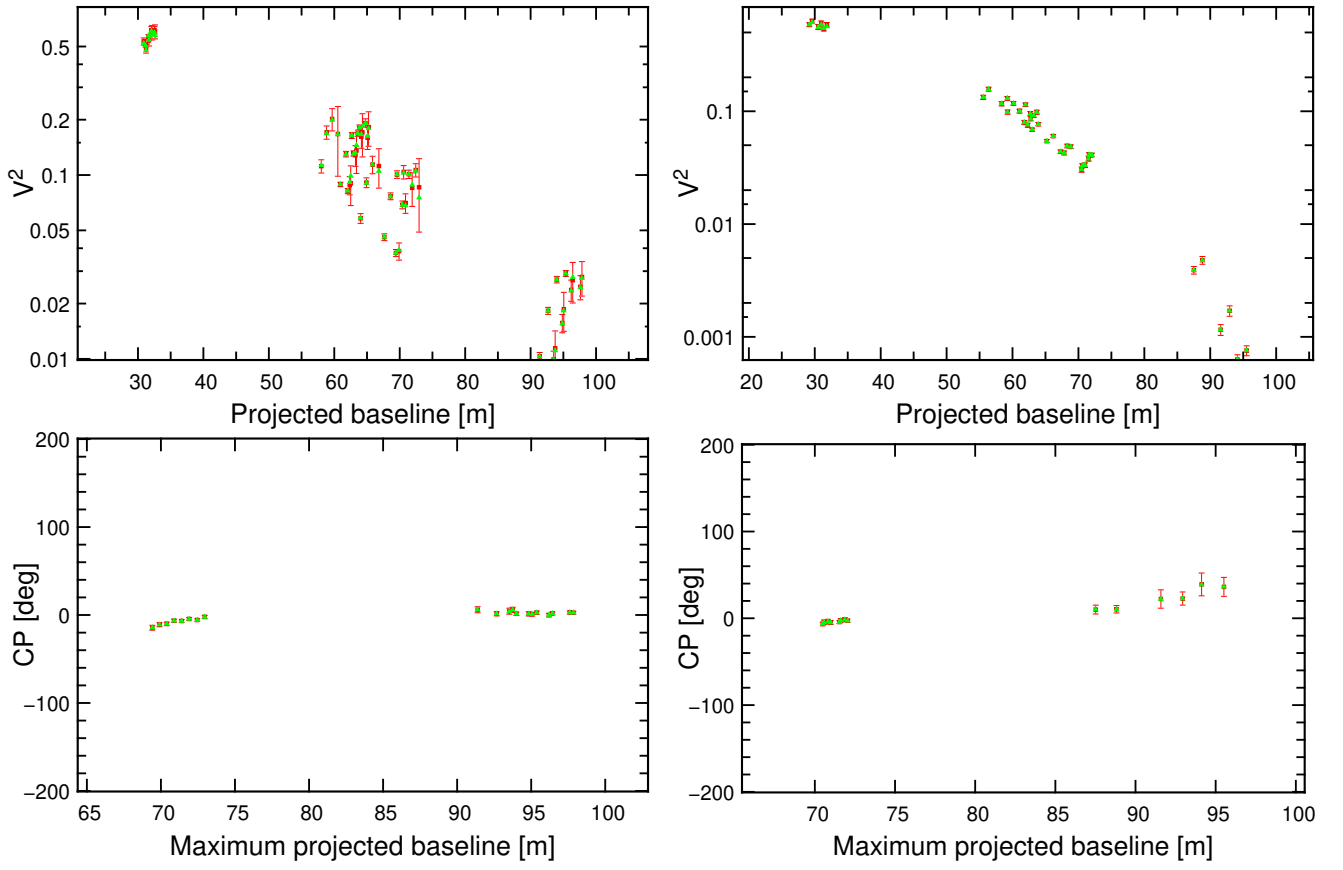 0.5
0.2
0.1
0.05
0.02
0.01
V²
30 40 50 60 70 80 90 100
Projected baseline [m]
0.1
0.01
0.001
V²
20 30 40 50 60 70 80 90 100
Projected baseline [m]
200
100
0
−100
−200
CP [deg]
65 70 75 80 85 90 95 100
Maximum projected baseline [m]
200
100
0
−100
−200
CP [deg]
70 75 80 85 90 95 100
Maximum projected baseline [m]